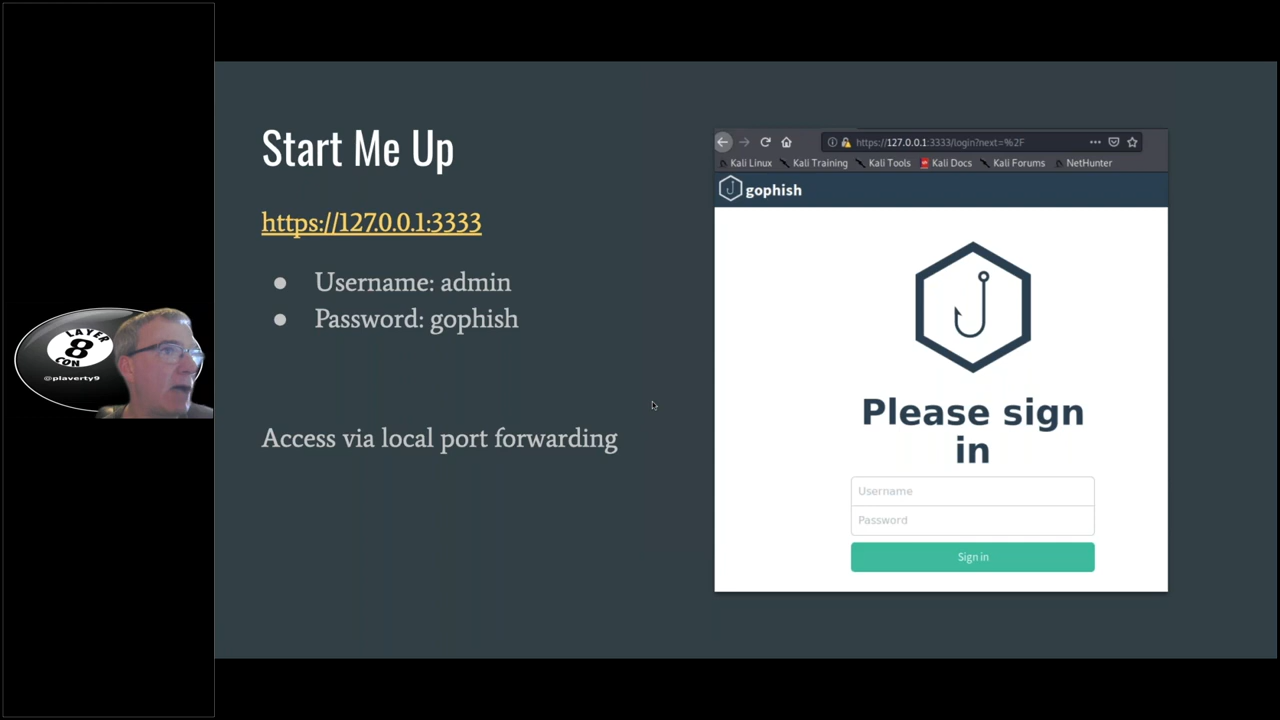 Start Me Up
https://127.0.0.1:3333
● Username: admin
● Password: gophish
Access via local port forwarding
https://127.0.0.1:3333/login?next=%2F
Kali Linux Kali Training Kali Tools Kali Docs Kali Forums NetHunter
gophish
Please sign
in
Username
Password
Sign in
LAYER
8
CON
@plaverty9